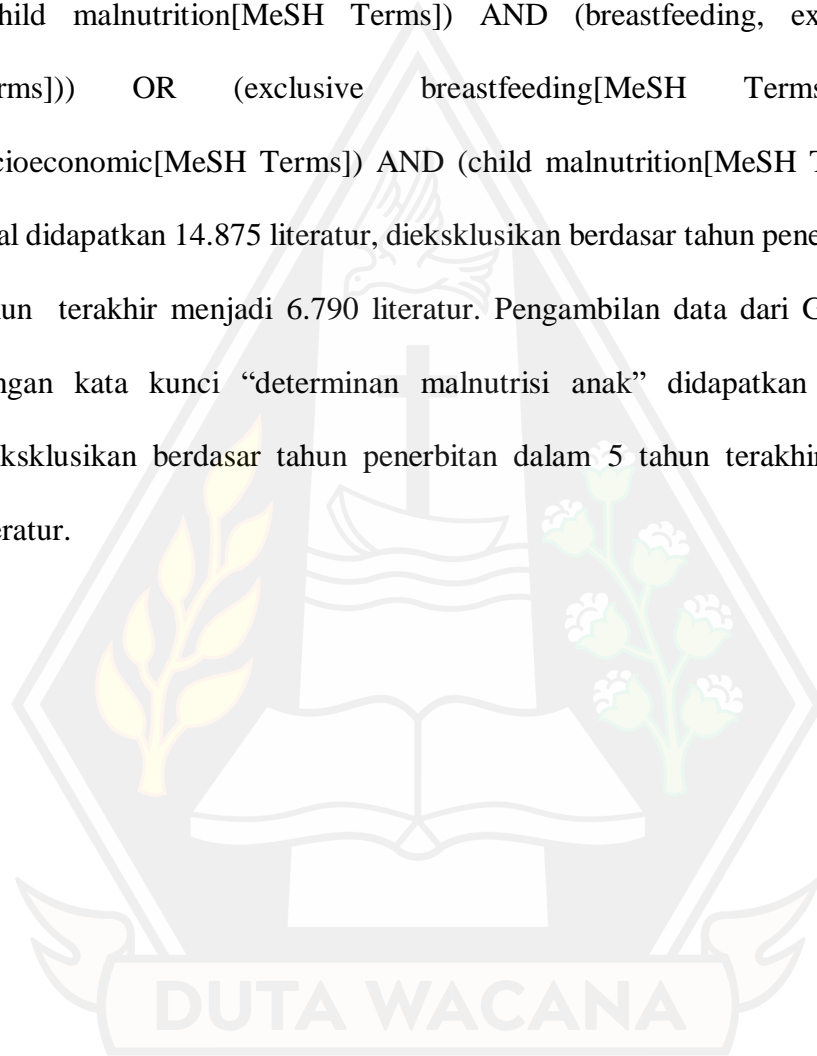 hild malnutrition[MeSH Terms]) AND (breastfeeding, ex
rms])) OR (exclusive breastfeeding[MeSH Terms
cioeconomic[MeSH Terms]) AND (child malnutrition[MeSH T
al didapatkan 14.875 literatur, dieksklusikan berdasar tahun pene
un terakhir menjadi 6.790 literatur. Pengambilan data dari G
ngan kata kunci “determinan malnutrisi anak” didapatkan
ksklusikan berdasar tahun penerbitan dalam 5 tahun terakhir
eratur.
DUTA WACANA